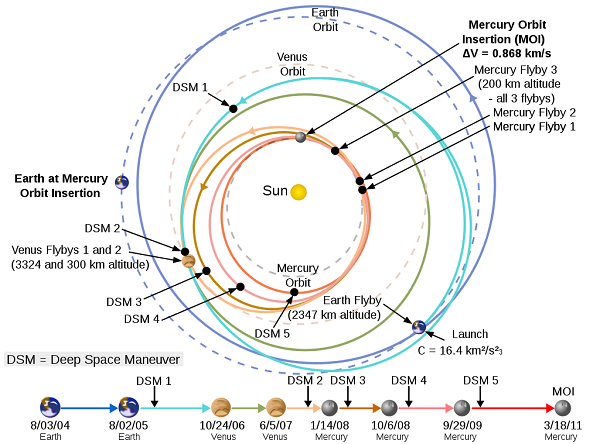 Earth
Orbit
Mercury Orbit
Insertion (MOI)
ΔV = 0.868 km/s
Venus
Orbit
Mercury Flyby 3
(200 km altitude
- all 3 flybys)
DSM 1
Mercury Flyby 2
Mercury Flyby 1
Earth at Mercury
Orbit Insertion
Sun
DSM 2
Venus Flybys 1 and 2
(3324 and 300 km altitude)
Mercury
Orbit
DSM 3
Earth Flyby
(2347 km altitude)
DSM 4
DSM 5
Launch
C = 16.4 km²/s²₃
DSM = Deep Space Maneuver
DSM 1
DSM 2
DSM 3
DSM 4
DSM 5
MOI
8/03/04
Earth
8/02/05
Earth
10/24/06
Venus
6/5/07
Venus
1/14/08
Mercury
10/6/08
Mercury
9/29/09
Mercury
3/18/11
Mercury